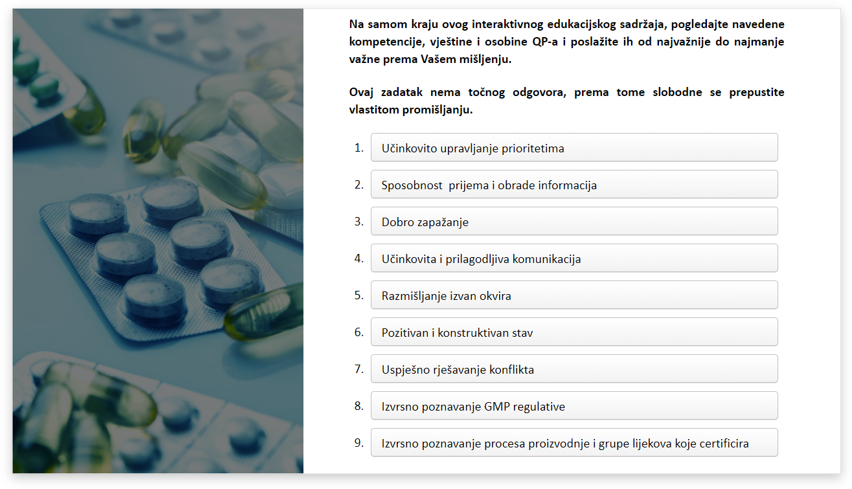 Na samom kraju ovog interaktivnog edukacijskog sadržaja, pogledajte navedene
kompetencije, vještine i osobine QP-a i poslažite ih od najvažnije do najmanje
važne prema Vašem mišljenju.
Ovaj zadatak nema točnog odgovora, prema tome slobodne se prepustite
vlastitom promišljanju.
1. Učinkovito upravljanje prioritetima
2. Sposobnost prijema i obrade informacija
3. Dobro zapažanje
4. Učinkovita i prilagodljiva komunikacija
5. Razmišljanje izvan okvira
6. Pozitivan i konstruktivan stav
7. Uspješno rješavanje konflikta
8. Izvrsno poznavanje GMP regulative
9. Izvrsno poznavanje procesa proizvodnje i grupe lijekova koje certificira